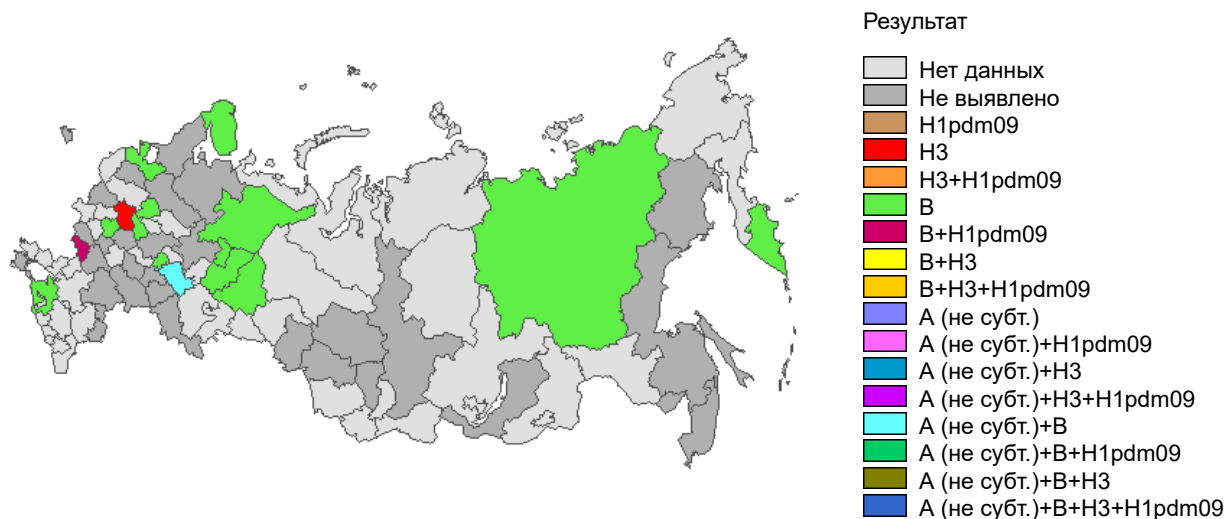 Результат
Нет данных
Не выявлено
H1pdm09
H3
H3+H1pdm09
B
B+H1pdm09
B+H3
B+H3+H1pdm09
A (не субт.)
A (не субт.)+H1pdm09
A (не субт.)+H3
A (не субт.)+H3+H1pdm09
A (не субт.)+B
A (не субт.)+B+H1pdm09
A (не субт.)+B+H3
A (не субт.)+B+H3+H1pdm09